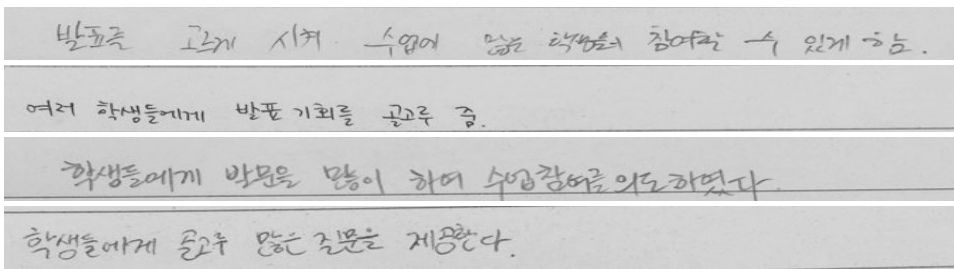 발표를 고르게 시켜 수업에 많은 학생들이 참여할 수 있게 함.
여러 학생들에게 발표 기회를 골고루 줌.
학생들에게 발문을 많이 하여 수업참여를 의도하였다.
학생들에게 골고루 많은 질문을 제공한다.